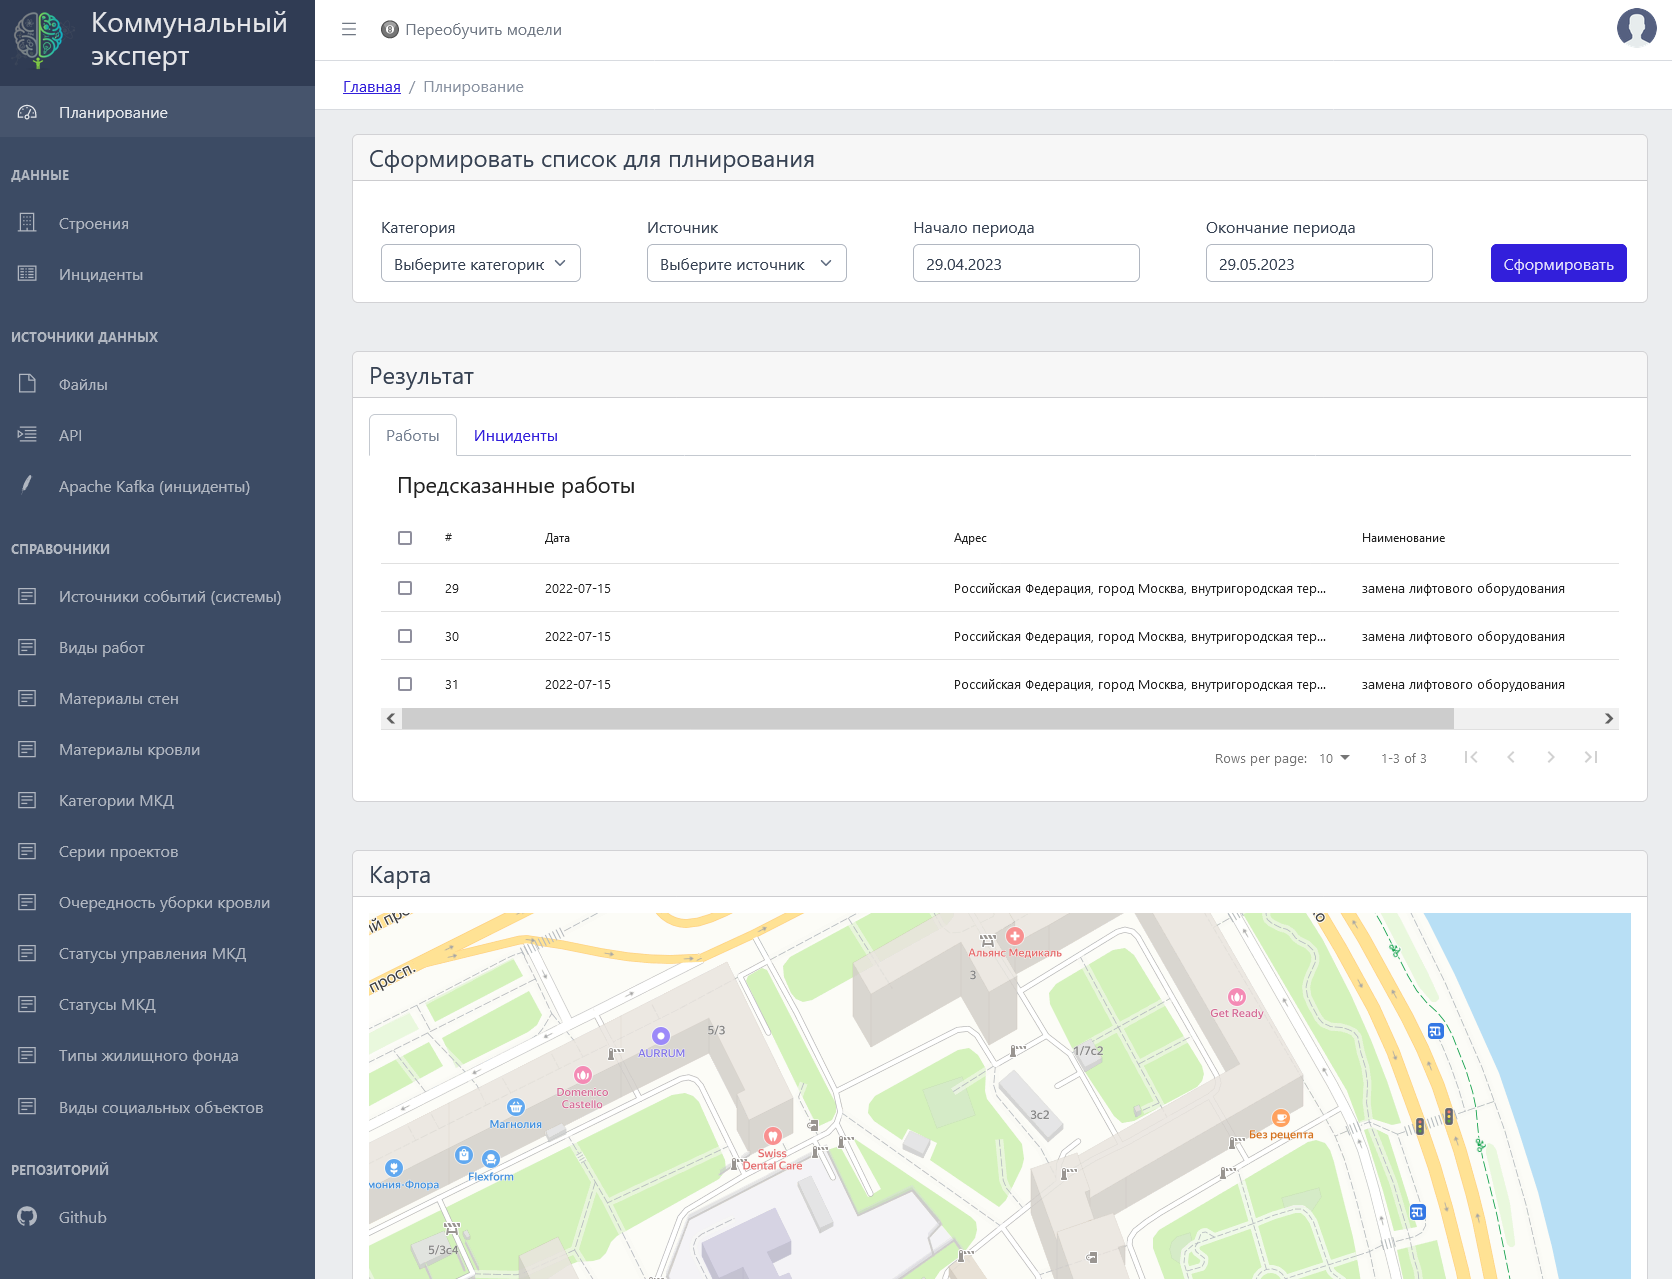 Коммунальный
эксперт
Переобучить модели
Главная / Плнирование
Планирование
ДАННЫЕ
Строения
Инциденты
ИСТОЧНИКИ ДАННЫХ
Файлы
API
Apache Kafka (инциденты)
СПРАВОЧНИКИ
Источники событий (системы)
Виды работ
Материалы стен
Материалы кровли
Категории МКД
Серии проектов
Очередность уборки кровли
Статусы управления МКД
Статусы МКД
Типы жилищного фонда
Виды социальных объектов
РЕПОЗИТОРИЙ
Github
Сформировать список для плнирования
Категория Источник Начало периода Окончание периода
Выберите категорик Выберите источник 29.04.2023 29.05.2023 Сформировать
Результат
Работы Инциденты
Предсказанные работы
# Дата Адрес Наименование
29 2022-07-15 Российская Федерация, город Москва, внутригородская тер... замена лифтового оборудования
30 2022-07-15 Российская Федерация, город Москва, внутригородская тер... замена лифтового оборудования
31 2022-07-15 Российская Федерация, город Москва, внутригородская тер... замена лифтового оборудования
Rows per page: 10 1-3 of 3
Карта
просп.
Альянс Медикаль
3
Get Ready
5/3
AURRUM
1/7с2
Domenico
Castello
Магнолия
3с2
Без рецепта
Swiss
Dental Care
Flexform
мония-Флора
5/3с4